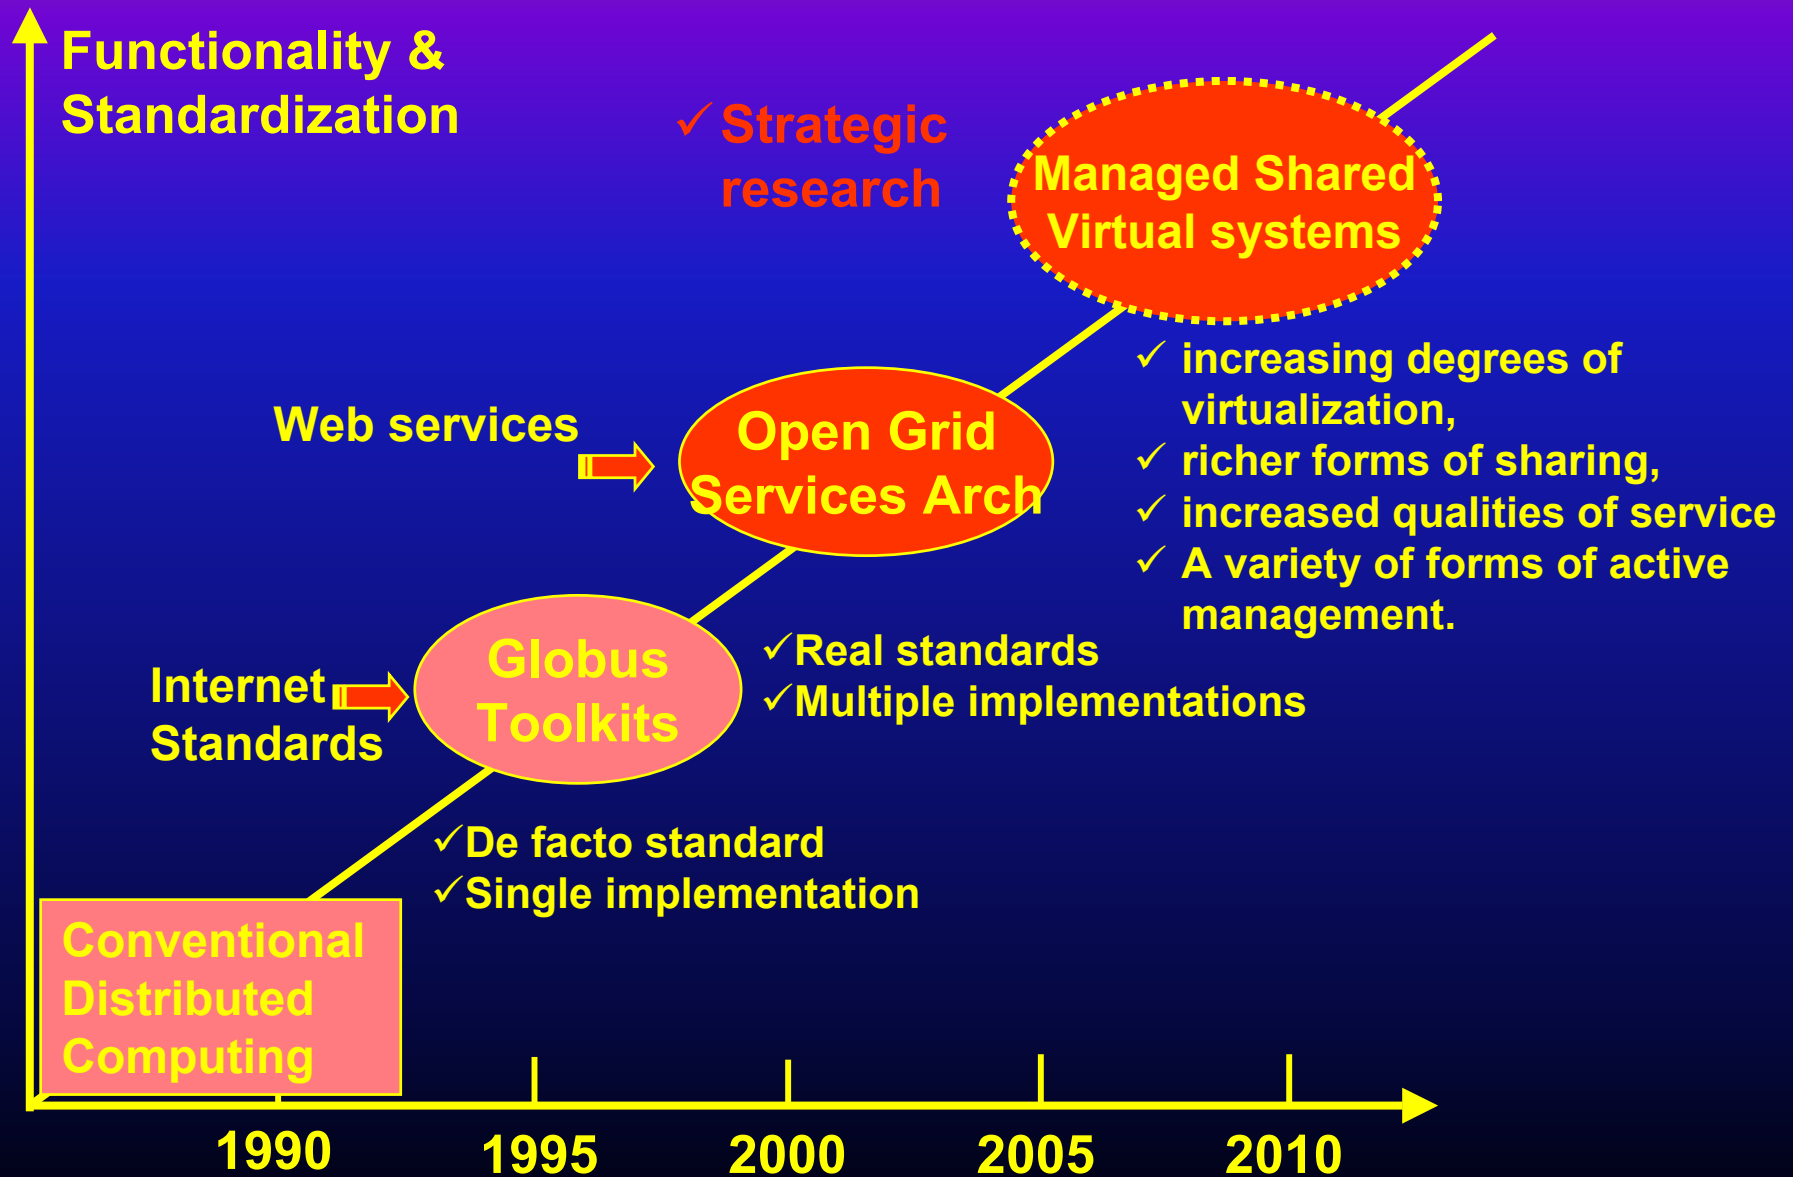 Functionality &
Standardization
✓ Strategic
research
Managed Shared
Virtual systems
✓ increasing degrees of
virtualization,
✓ richer forms of sharing,
✓ increased qualities of service
✓ A variety of forms of active
management.
Web services
Open Grid
Services Arch
✓Real standards
✓Multiple implementations
Internet
Standards
Globus
Toolkits
✓De facto standard
✓Single implementation
Conventional
Distributed
Computing
1990 1995 2000 2005 2010